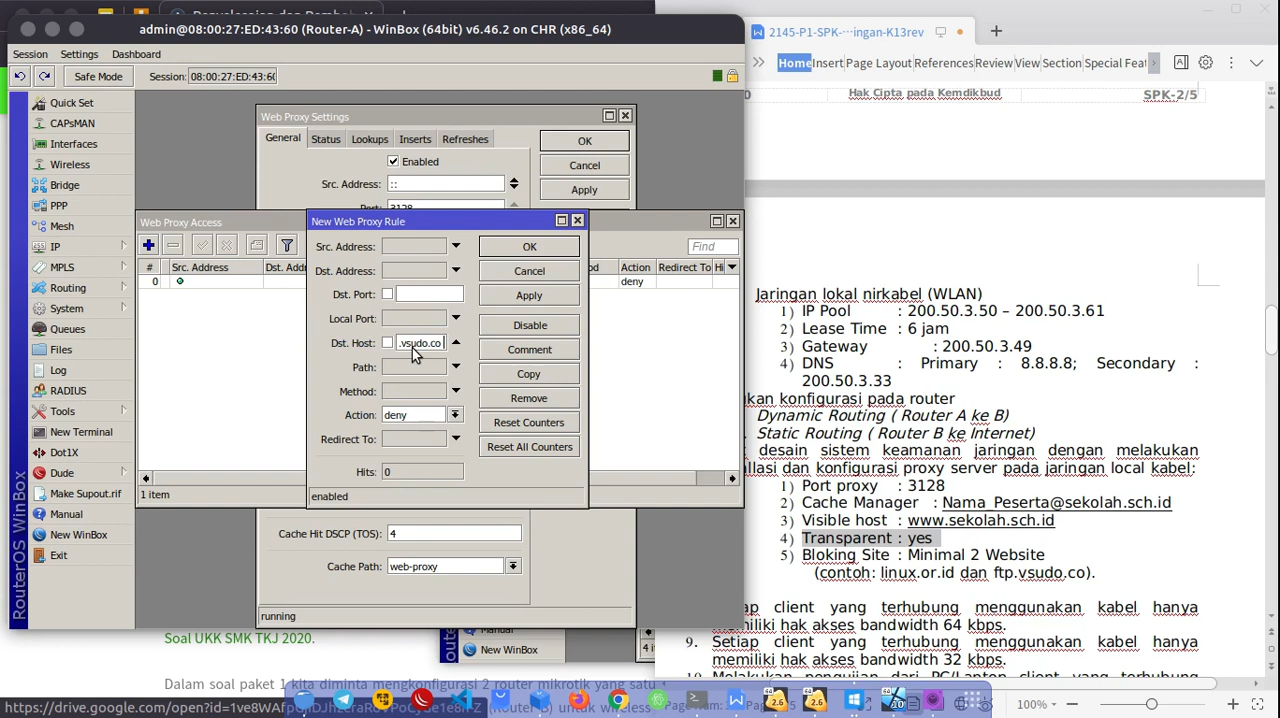 admin@08:00:27:ED:43:60 (Router-A) - WinBox (64bit) v6.46.2 on CHR (x86_64)
Session Settings Dashboard
Safe Mode Session: 08:00:27:ED:43:60
Quick Set
CAPsMAN
Interfaces
Wireless
Bridge
PPP
Mesh
IP
MPLS
Routing
System
Queues
Files
Log
RADIUS
Tools
New Terminal
Dot1X
Dude
Make Supout.rif
Manual
New WinBox
Exit
RouterOS WinBox
Web Proxy Settings
General Status Lookups Inserts Refreshes
Enabled
Src. Address: ::
Port: 3128
OK
Cancel
Apply
Web Proxy Access
Find
# Src. Address Dst. Addr Action Redirect To Hi
0 deny
1 item
New Web Proxy Rule
Src. Address:
Dst. Address:
Dst. Port:
Local Port:
Dst. Host: .vsudo.co
Path:
Method:
Action: deny
Redirect To:
Hits: 0
enabled
OK
Cancel
Apply
Disable
Comment
Copy
Remove
Reset Counters
Reset All Counters
Cache Hit DSCP (TOS): 4
Cache Path: web-proxy
running
Manual
New WinBox
Soal UKK SMK TKJ 2020.
Dalam soal paket 1 kita diminta mengkonfigurasi 2 router mikrotik yang satu
2145-P1-SPK-····ingan-K13rev
Home Insert Page Layout References Review View Section Special Feat
Hak Cipta pada Kemdikbud SPK-2/5
Jaringan lokal nirkabel (WLAN)
1) IP Pool : 200.50.3.50 – 200.50.3.61
2) Lease Time : 6 jam
3) Gateway : 200.50.3.49
4) DNS : Primary : 8.8.8.8; Secondary :
200.50.3.33
kan konfigurasi pada router
Dynamic Routing ( Router A ke B)
Static Routing ( Router B ke Internet)
desain sistem keamanan jaringan dengan melakukan
allasi dan konfigurasi proxy server pada jaringan local kabel:
1) Port proxy : 3128
2) Cache Manager : Nama_Peserta@sekolah.sch.id
3) Visible host : www.sekolah.sch.id
4) Transparent : yes
5) Bloking Site : Minimal 2 Website
(contoh: linux.or.id dan ftp.vsudo.co).
ap client yang terhubung menggunakan kabel hanya
memiliki hak akses bandwidth 64 kbps.
9. Setiap client yang terhubung menggunakan kabel hanya
memiliki hak akses bandwidth 32 kbps.
100%